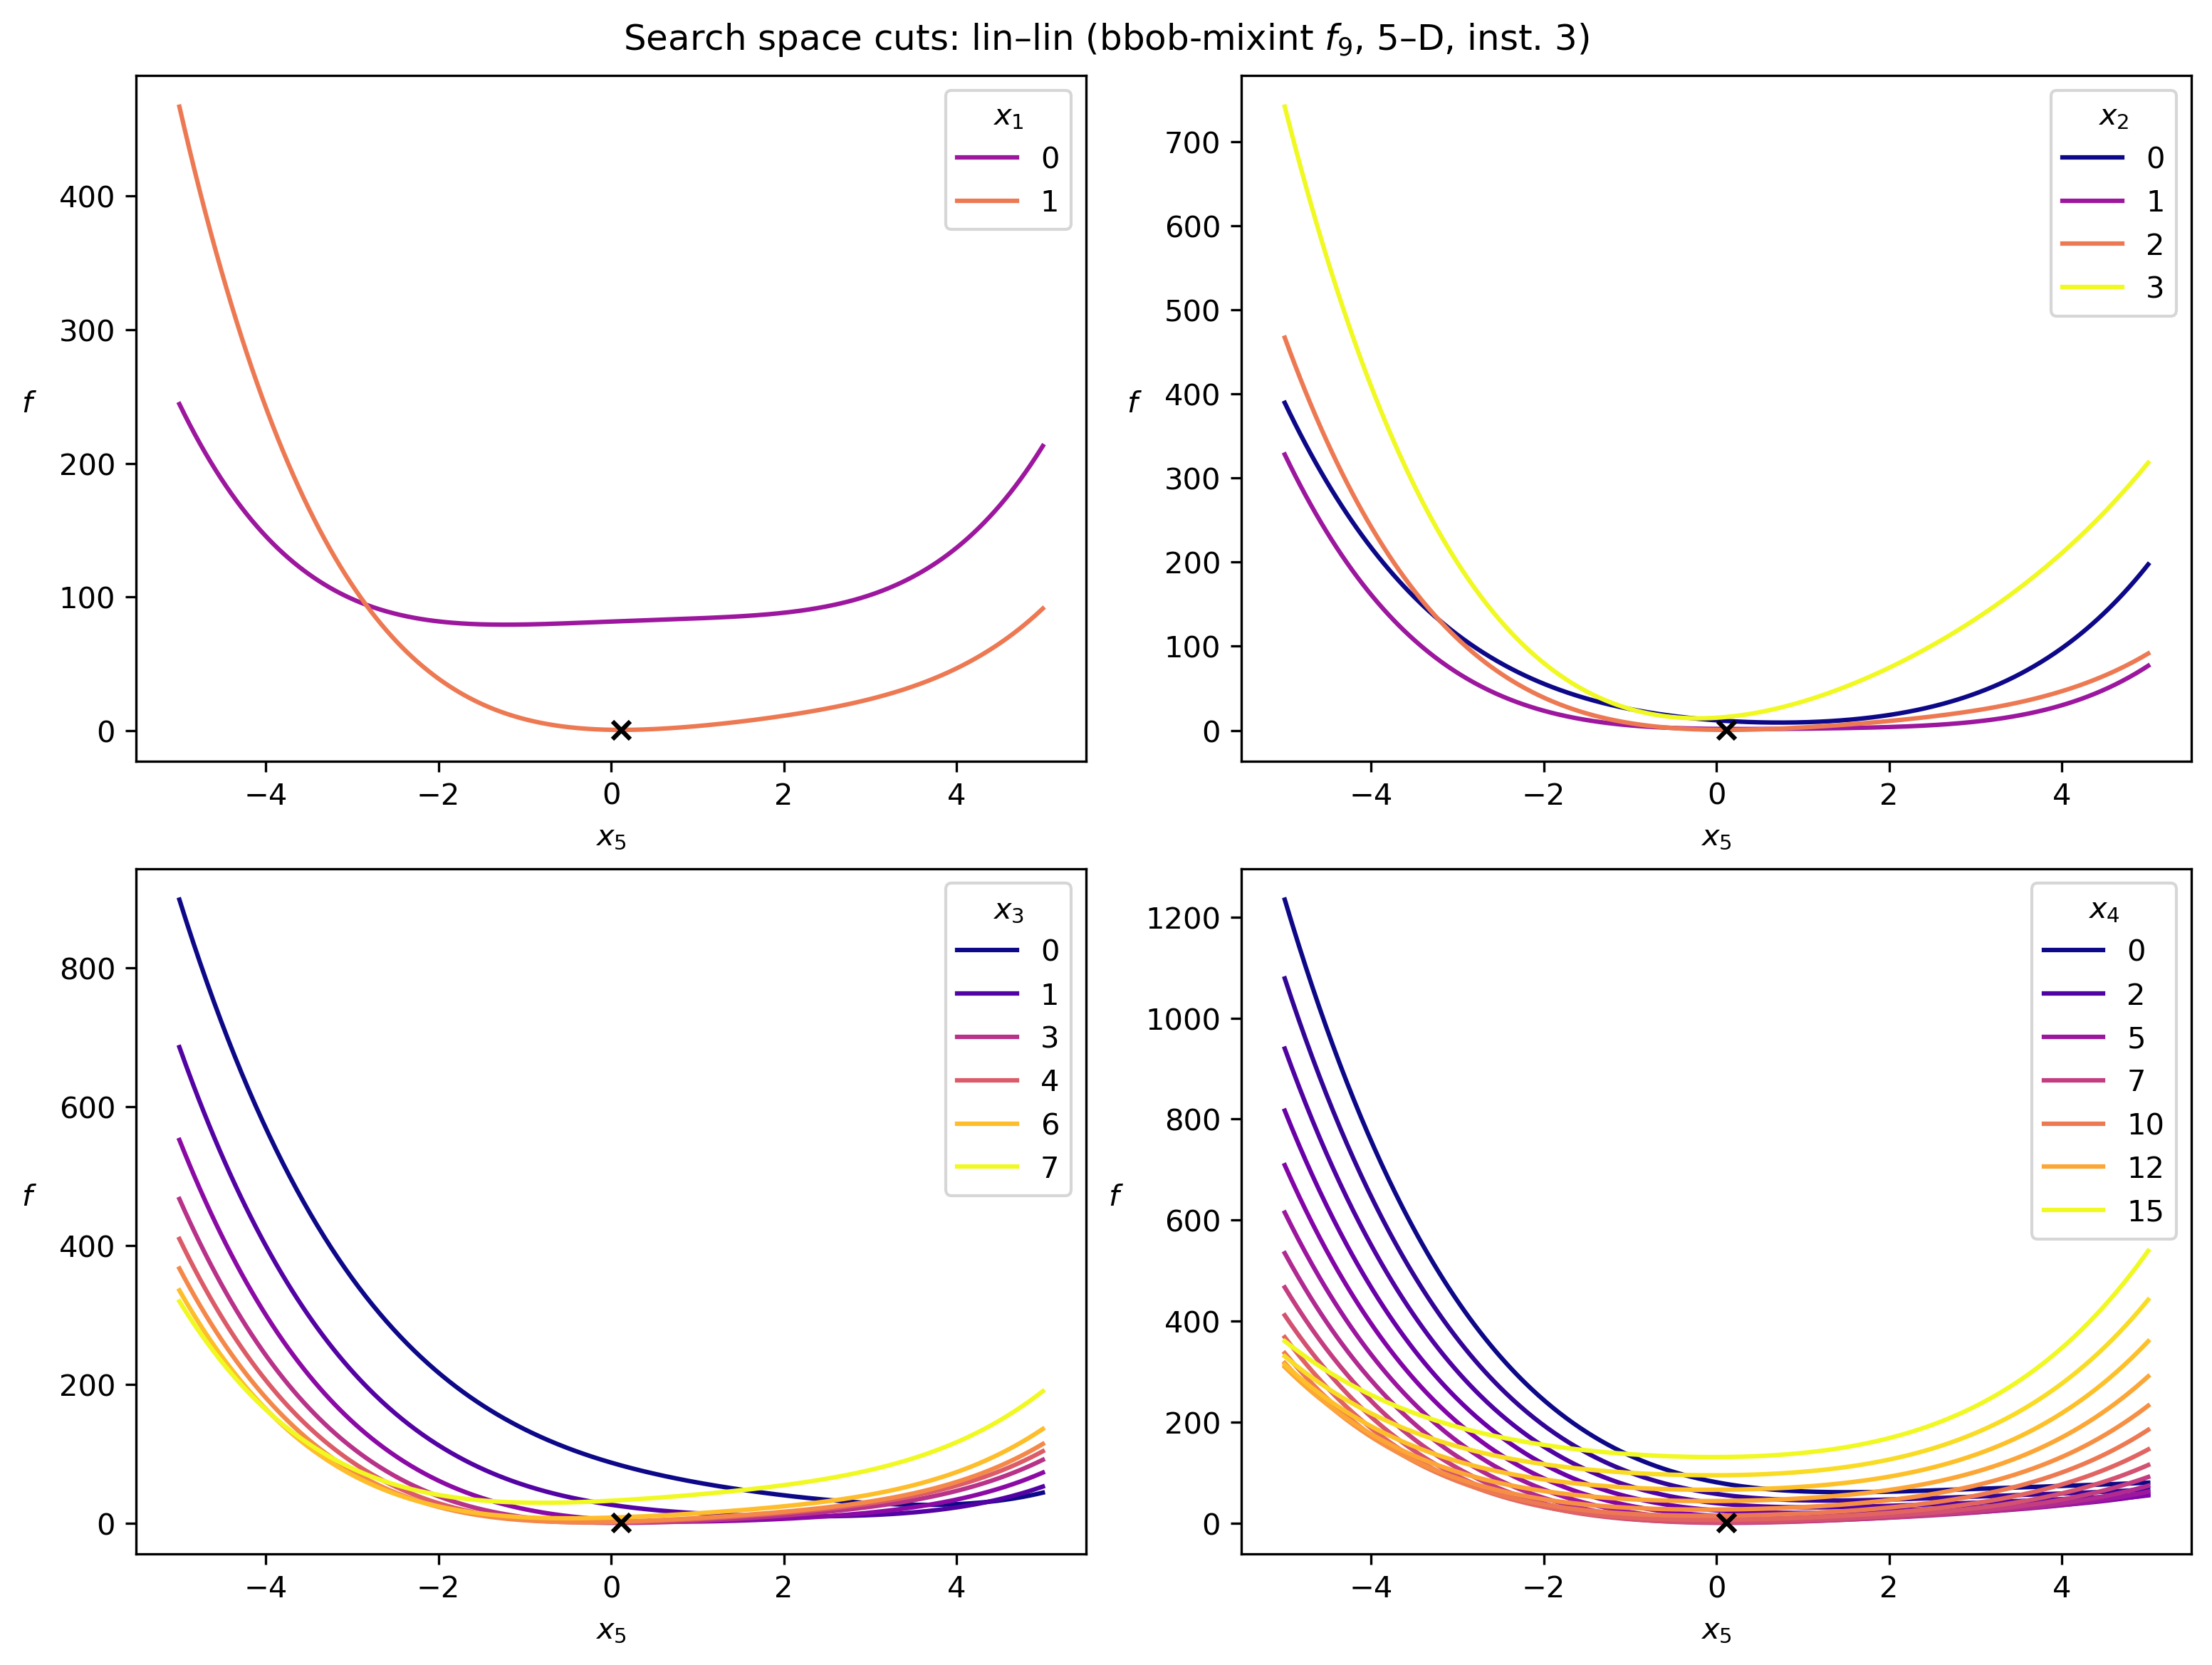 Search space cuts: lin–lin (bbob-mixint f₉, 5–D, inst. 3)
f
400
300
200
100
0
−4 −2 0 2 4
x₅
x₁
0
1
f
700
600
500
400
300
200
100
0
−4 −2 0 2 4
x₅
x₂
0
1
2
3
f
800
600
400
200
0
−4 −2 0 2 4
x₅
x₃
0
1
3
4
6
7
f
1200
1000
800
600
400
200
0
−4 −2 0 2 4
x₅
x₄
0
2
5
7
10
12
15